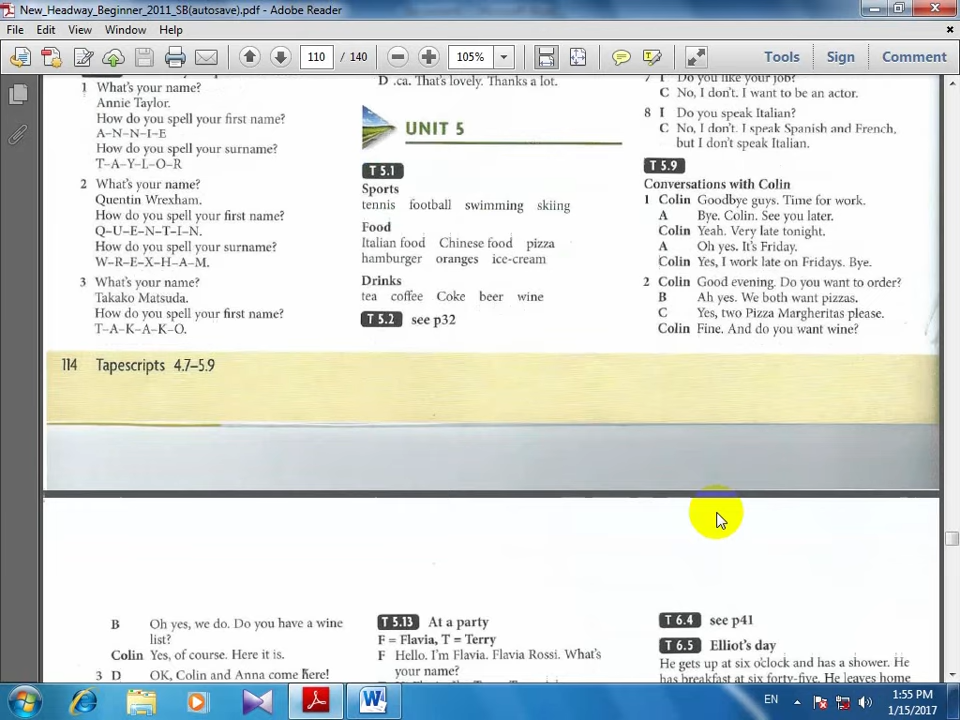 New_Headway_Beginner_2011_SB(autosave).pdf - Adobe Reader
File Edit View Window Help
110 / 140 105% Tools Sign Comment
1 What's your name?
Annie Taylor.
How do you spell your first name?
A–N–N–I–E
How do you spell your surname?
T–A–Y–L–O–R
2 What's your name?
Quentin Wrexham.
How do you spell your first name?
Q–U–E–N–T–I–N.
How do you spell your surname?
W–R–E–X–H–A–M.
3 What's your name?
Takako Matsuda.
How do you spell your first name?
T–A–K–A–K–O.
D .ca. That's lovely. Thanks a lot.
UNIT 5
T 5.1
Sports
tennis football swimming skiing
Food
Italian food Chinese food pizza
hamburger oranges ice-cream
Drinks
tea coffee Coke beer wine
T 5.2 see p32
7 I Do you like your job?
C No, I don't. I want to be an actor.
8 I Do you speak Italian?
C No, I don't. I speak Spanish and French,
but I don't speak Italian.
T 5.9
Conversations with Colin
1 Colin Goodbye guys. Time for work.
A Bye. Colin. See you later.
Colin Yeah. Very late tonight.
A Oh yes. It's Friday.
Colin Yes, I work late on Fridays. Bye.
2 Colin Good evening. Do you want to order?
B Ah yes. We both want pizzas.
C Yes, two Pizza Margheritas please.
Colin Fine. And do you want wine?
114 Tapescripts 4.7–5.9
B Oh yes, we do. Do you have a wine
list?
Colin Yes, of course. Here it is.
3 D OK, Colin and Anna come here!
T 5.13 At a party
F = Flavia, T = Terry
F Hello. I'm Flavia. Flavia Rossi. What's
your name?
T 6.4 see p41
T 6.5 Elliot's day
He gets up at six o'clock and has a shower. He
has breakfast at six forty-five. He leaves home
EN 1:55 PM
1/15/2017